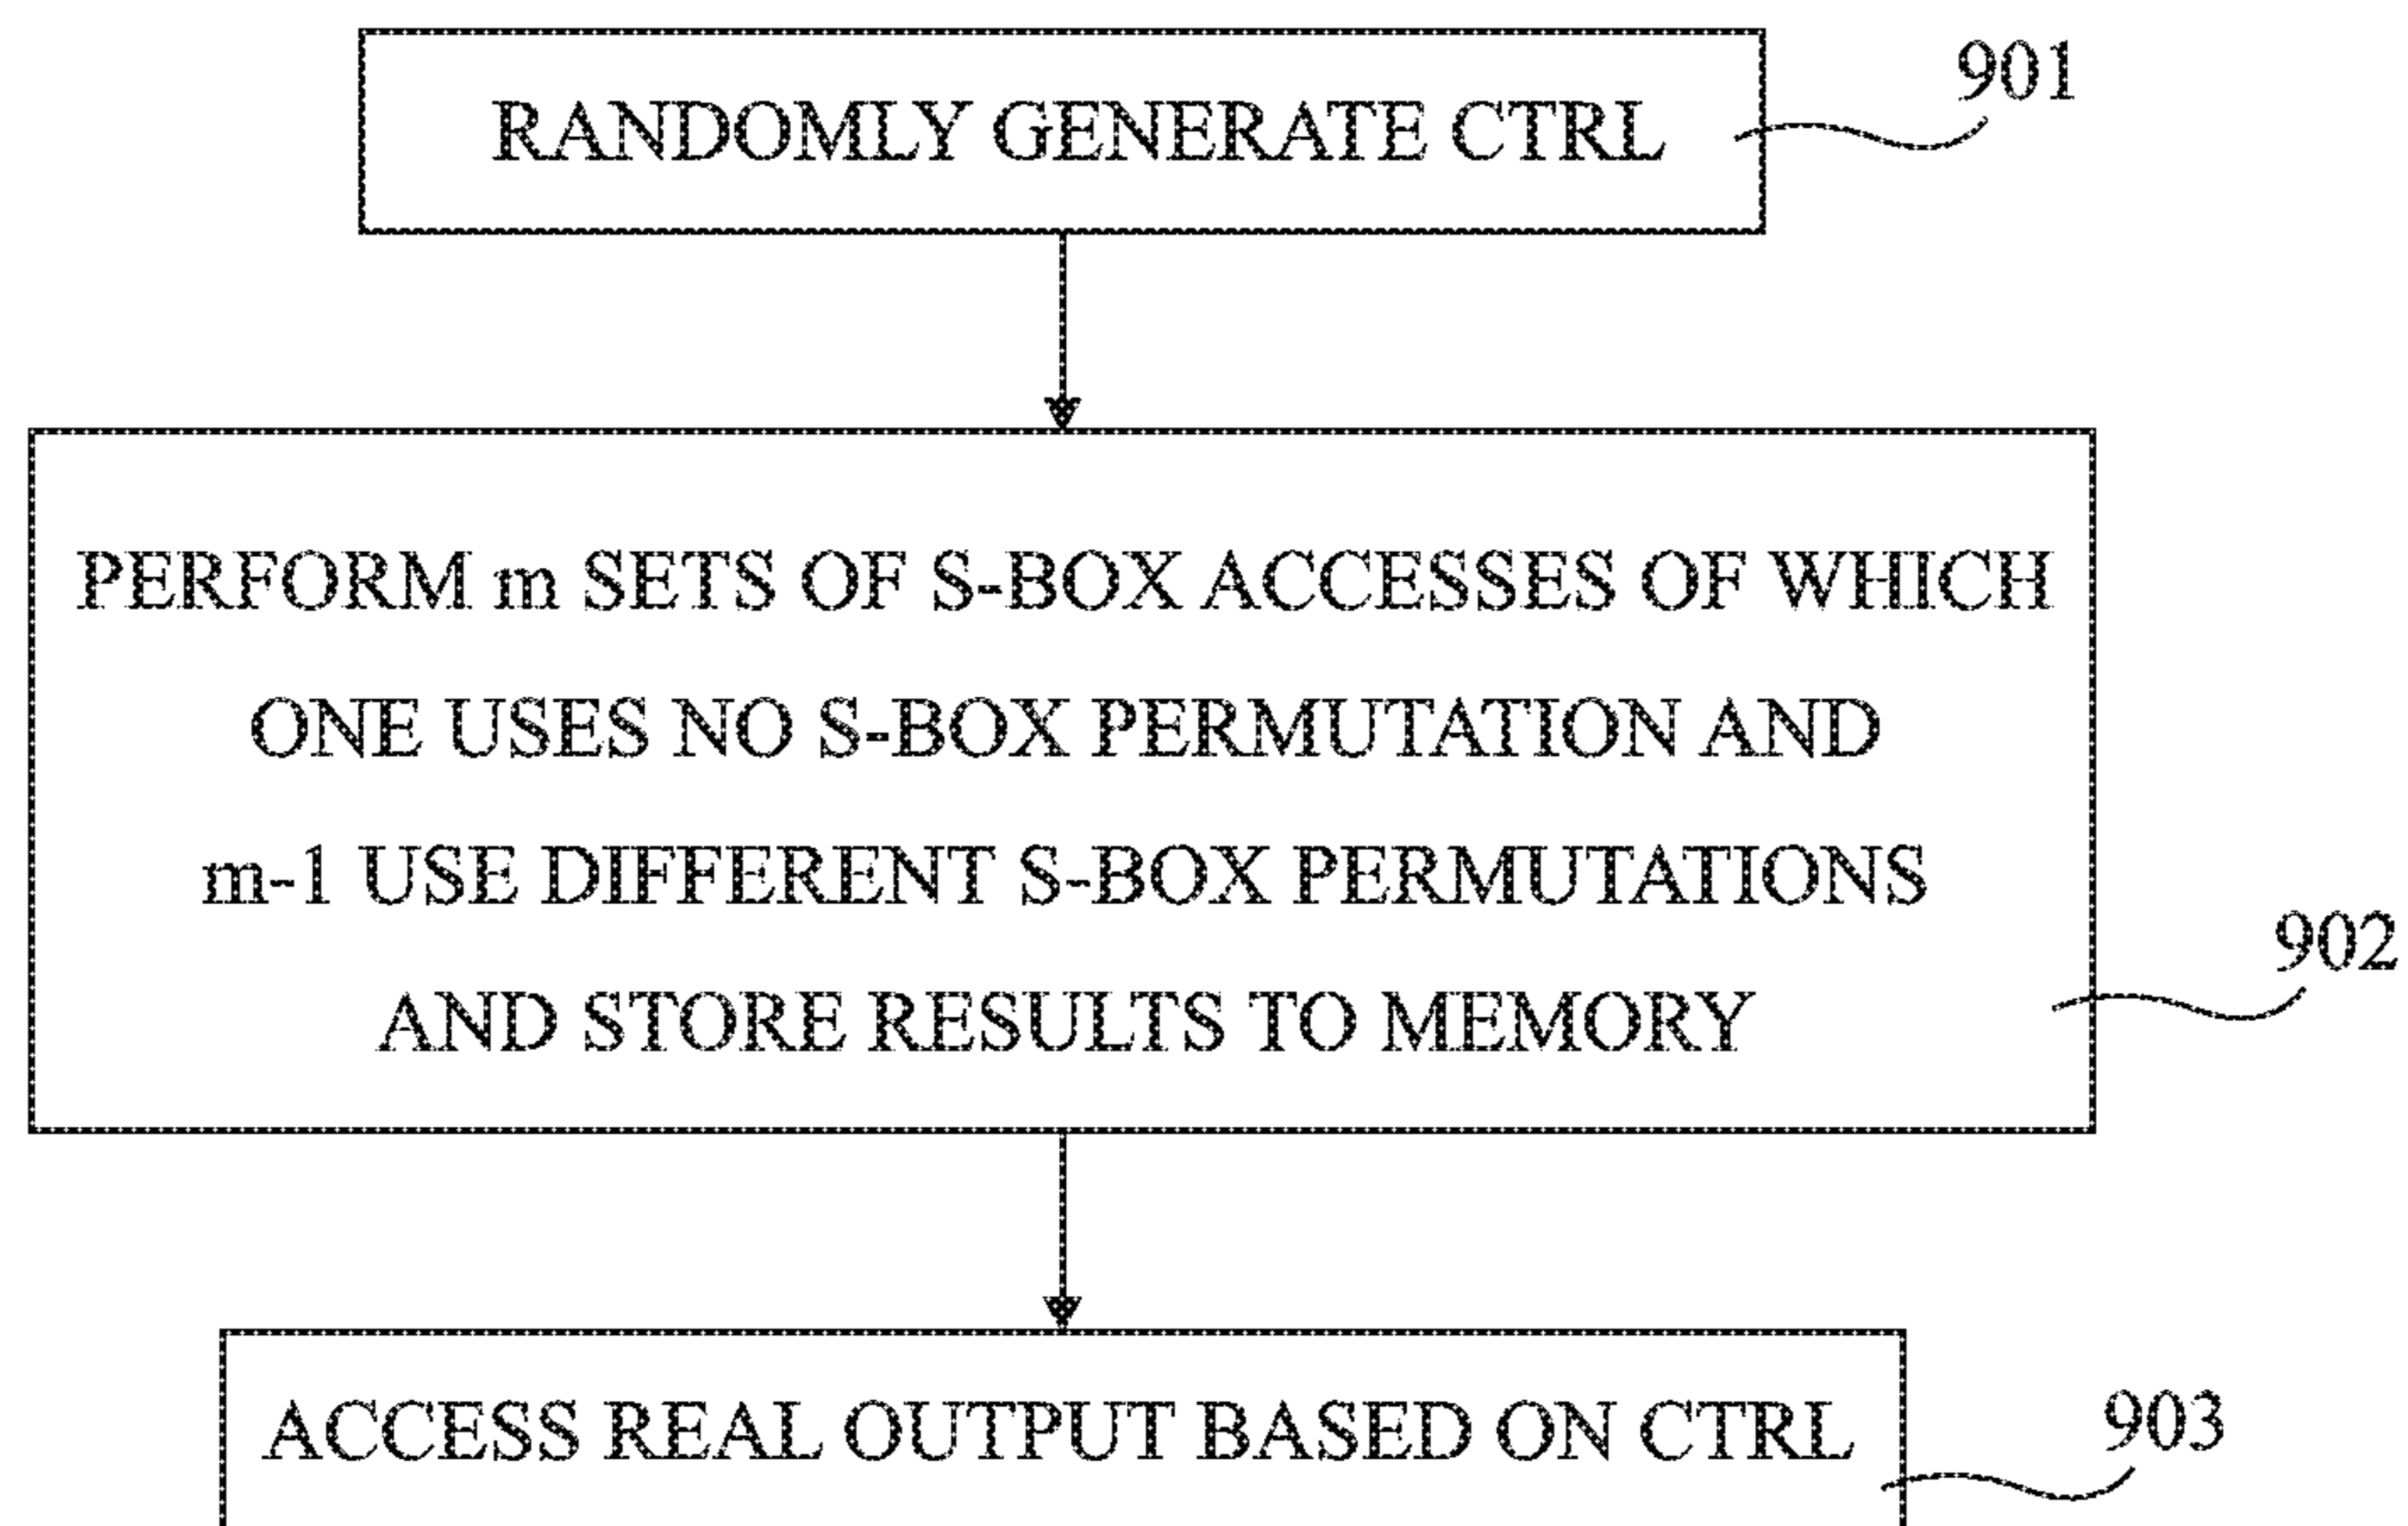 RANDOMLY GENERATE CTRL
901
PERFORM m SETS OF S-BOX ACCESSES OF WHICH
ONE USES NO S-BOX PERMUTATION AND
m-1 USE DIFFERENT S-BOX PERMUTATIONS
AND STORE RESULTS TO MEMORY
902
ACCESS REAL OUTPUT BASED ON CTRL
903